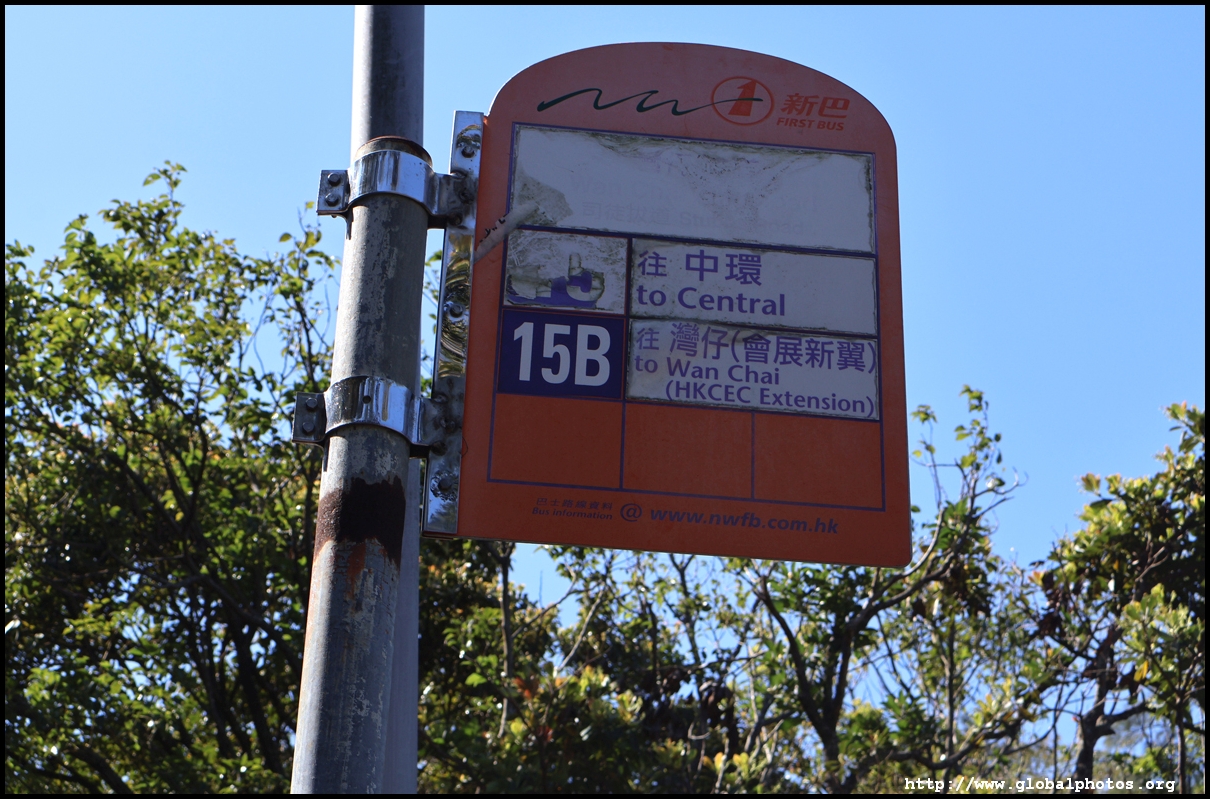 新巴
FIRST BUS
往 中環
to Central
15B
往 灣仔(會展新翼)
to Wan Chai
(HKCEC Extension)
巴士路線資料
Bus information @ www.nwfb.com.hk
http://www.globalphotos.org